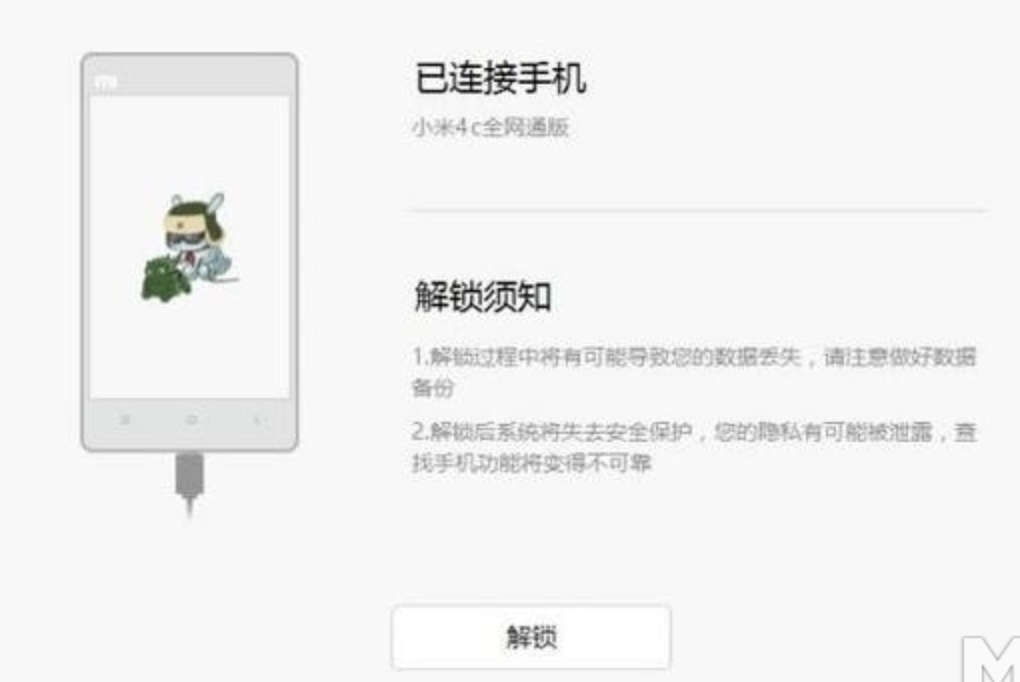 mi
已连接手机
小米4c全网通版
解锁须知
1.解锁过程中将有可能导致您的数据丢失，请注意做好数据
备份
2.解锁后系统将失去安全保护，您的隐私有可能被泄露，查
找手机功能将变得不可靠
解锁
M